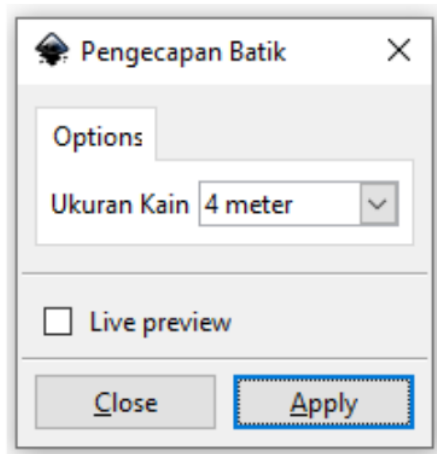 Pengecapan Batik
Options
Ukuran Kain 4 meter
Live preview
Close Apply